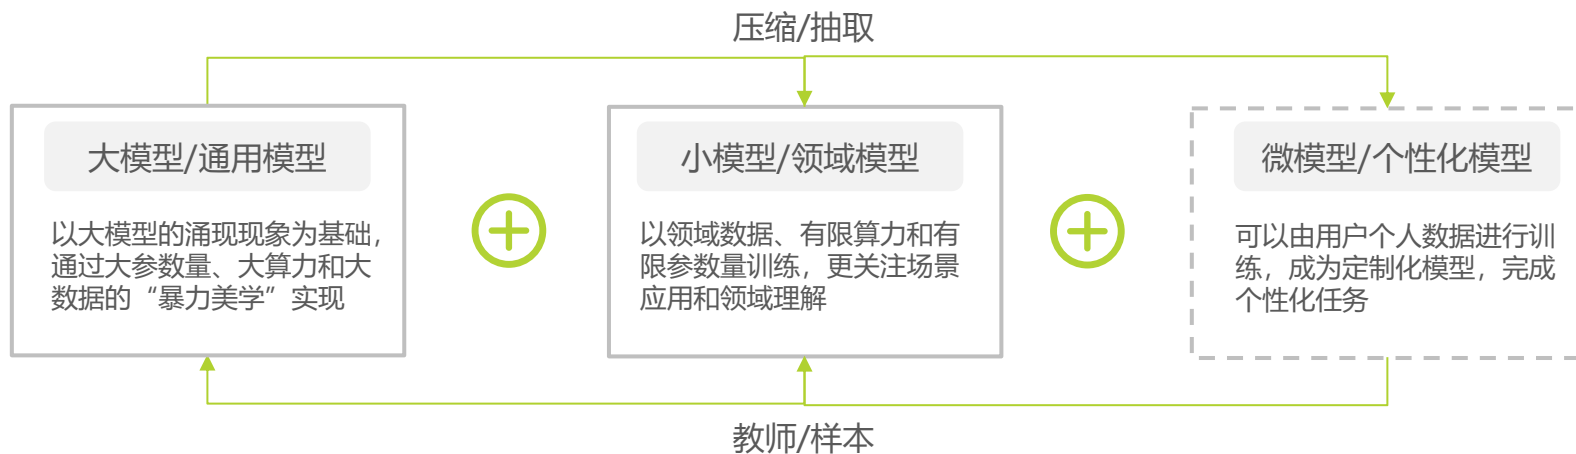 压缩/抽取
大模型/通用模型
以大模型的涌现现象为基础，
通过大参数量、大算力和大
数据的“暴力美学”实现
小模型/领域模型
以领域数据、有限算力和有
限参数量训练，更关注场景
应用和领域理解
微模型/个性化模型
可以由用户个人数据进行训
练，成为定制化模型，完成
个性化任务
教师/样本